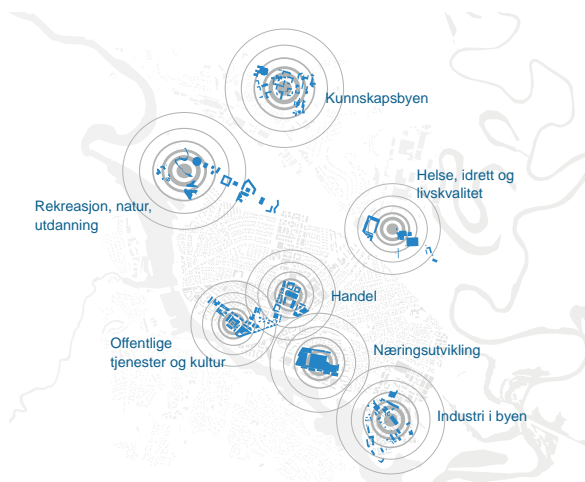 Kunnskapsbyen
Helse, idrett og
livskvalitet
Rekreasjon, natur,
utdanning
Handel
Offentlige
tjenester og kultur
Næringsutvikling
Industri i byen